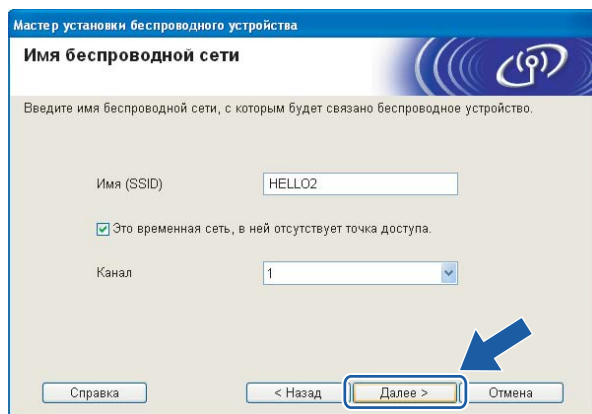 Мастер установки беспроводного устройства
Имя беспроводной сети
Введите имя беспроводной сети, с которым будет связано беспроводное устройство.
Имя (SSID) HELLO2
Это временная сеть, в ней отсутствует точка доступа.
Канал 1
Справка < Назад Далее > Отмена